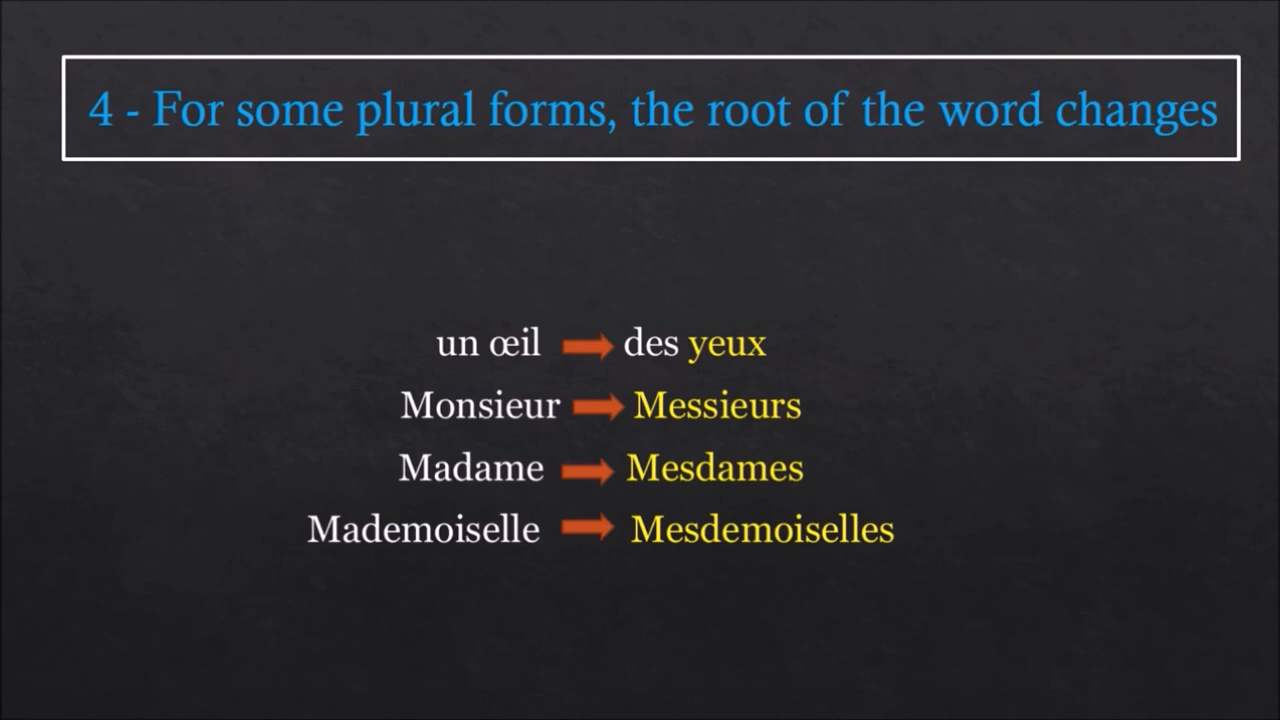 4 - For some plural forms, the root of the word changes
un œil des yeux
Monsieur Messieurs
Madame Mesdames
Mademoiselle Mesdemoiselles